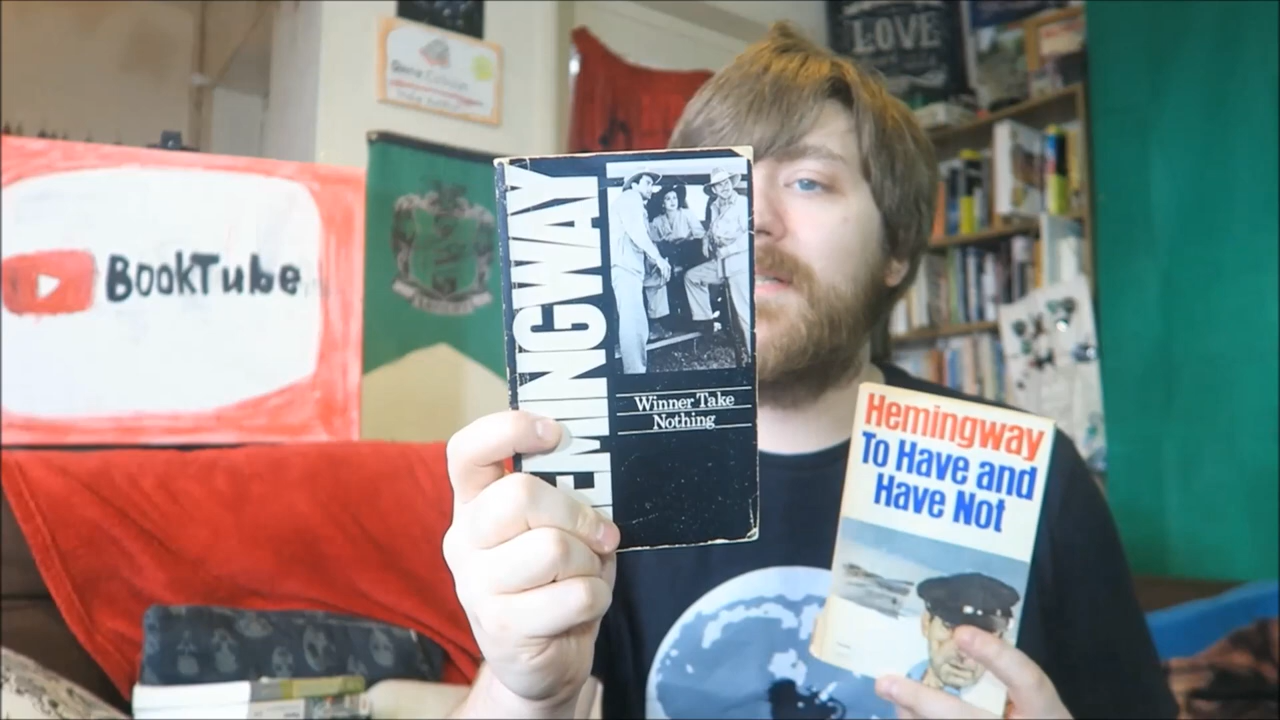 LOVE
BookTube
HEMINGWAY
Winner Take
Nothing
Hemingway
To Have and
Have Not